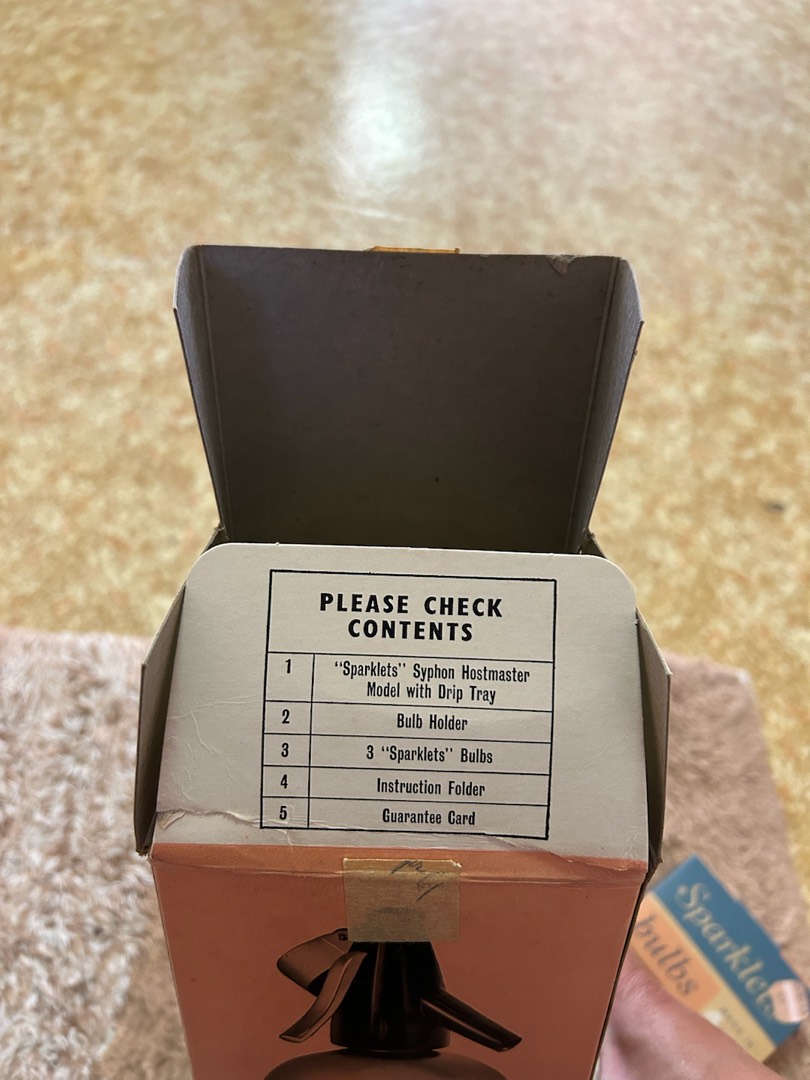 PLEASE CHECK
CONTENTS
1 "Sparklets" Syphon Hostmaster
Model with Drip Tray
2 Bulb Holder
3 3 "Sparklets" Bulbs
4 Instruction Folder
5 Guarantee Card
Sparklets
bulbs